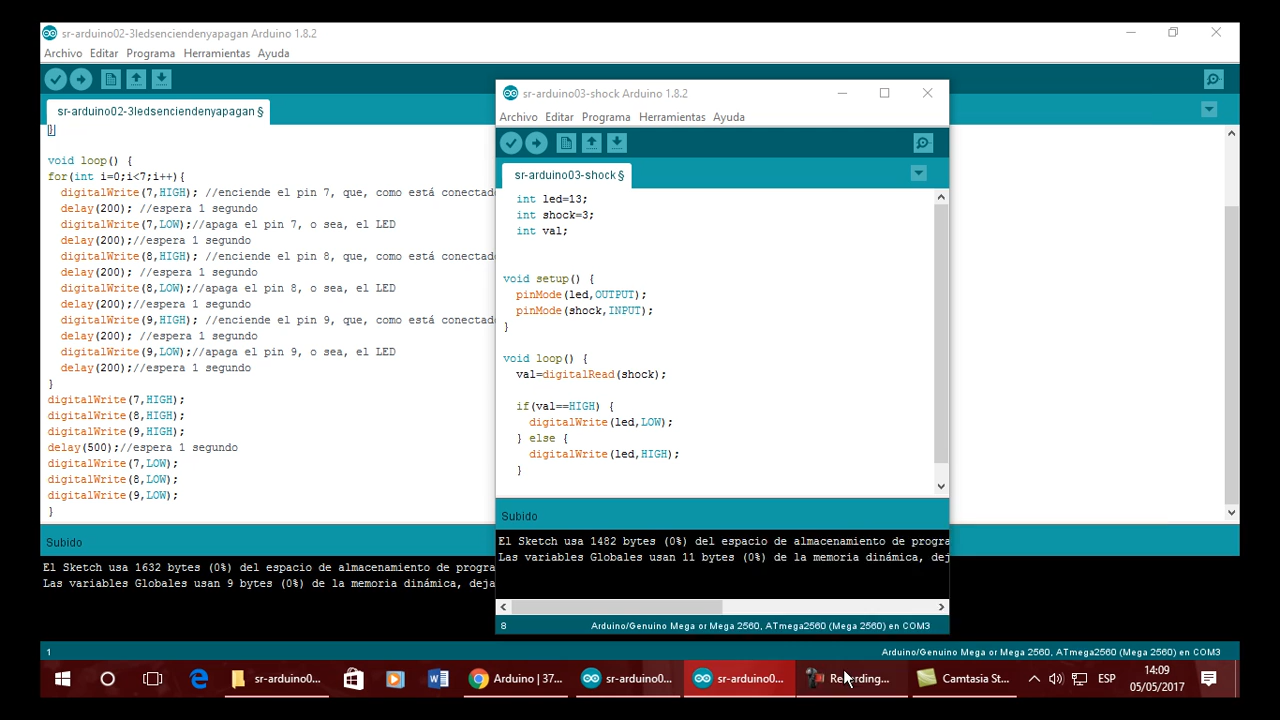 sr-arduino02-3ledsenciendenyapagan Arduino 1.8.2
Archivo Editar Programa Herramientas Ayuda
sr-arduino02-3ledsenciendenyapagan §
}
void loop() {
for(int i=0;i<7;i++){
digitalWrite(7,HIGH); //enciende el pin 7, que, como está conectado
delay(200); //espera 1 segundo
digitalWrite(7,LOW);//apaga el pin 7, o sea, el LED
delay(200);//espera 1 segundo
digitalWrite(8,HIGH); //enciende el pin 8, que, como está conectado
delay(200); //espera 1 segundo
digitalWrite(8,LOW);//apaga el pin 8, o sea, el LED
delay(200);//espera 1 segundo
digitalWrite(9,HIGH); //enciende el pin 9, que, como está conectado
delay(200); //espera 1 segundo
digitalWrite(9,LOW);//apaga el pin 9, o sea, el LED
delay(200);//espera 1 segundo
}
digitalWrite(7,HIGH);
digitalWrite(8,HIGH);
digitalWrite(9,HIGH);
delay(500);//espera 1 segundo
digitalWrite(7,LOW);
digitalWrite(8,LOW);
digitalWrite(9,LOW);
}
Subido
El Sketch usa 1632 bytes (0%) del espacio de almacenamiento de progra
Las variables Globales usan 9 bytes (0%) de la memoria dinámica, deja
1
Arduino/Genuino Mega or Mega 2560, ATmega2560 (Mega 2560) en COM3
sr-arduino03-shock Arduino 1.8.2
Archivo Editar Programa Herramientas Ayuda
sr-arduino03-shock §
int led=13;
int shock=3;
int val;
void setup() {
pinMode(led,OUTPUT);
pinMode(shock,INPUT);
}
void loop() {
val=digitalRead(shock);
if(val==HIGH) {
digitalWrite(led,LOW);
} else {
digitalWrite(led,HIGH);
}
Subido
El Sketch usa 1482 bytes (0%) del espacio de almacenamiento de progra
Las variables Globales usan 11 bytes (0%) de la memoria dinámica, dej
8
Arduino/Genuino Mega or Mega 2560, ATmega2560 (Mega 2560) en COM3
sr-arduino0...
Arduino | 37...
sr-arduino0...
sr-arduino0...
Recording...
Camtasia St...
ESP
14:09
05/05/2017